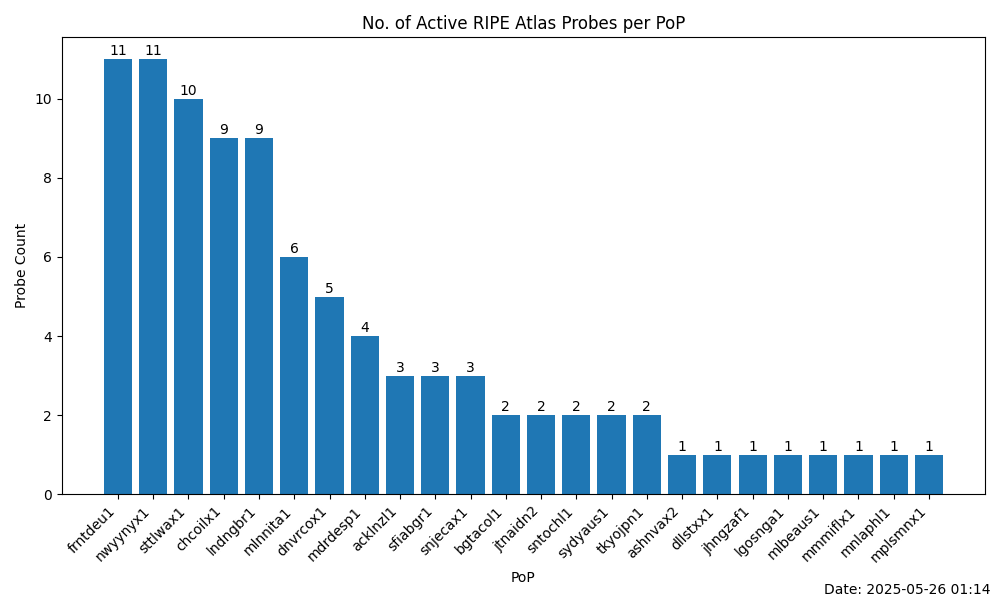 No. of Active RIPE Atlas Probes per PoP
Probe Count
10
8
6
4
2
0
11
11
10
9
9
6
5
4
3
3
3
2
2
2
2
2
1
1
1
1
1
1
1
1
frntdeu1
nwyynyx1
sttlwax1
chcoilx1
lndngbr1
mlnnita1
dnvrcox1
mdrdesp1
acklnzl1
sfiabgr1
snjecax1
bgtacol1
jtnaidn2
sntochl1
sydyaus1
tkyojpn1
ashnvax2
dllstxx1
jhngzaf1
lgosnga1
mlbeaus1
mmmiflx1
mnlaphl1
mplsmnx1
PoP
Date: 2025-05-26 01:14